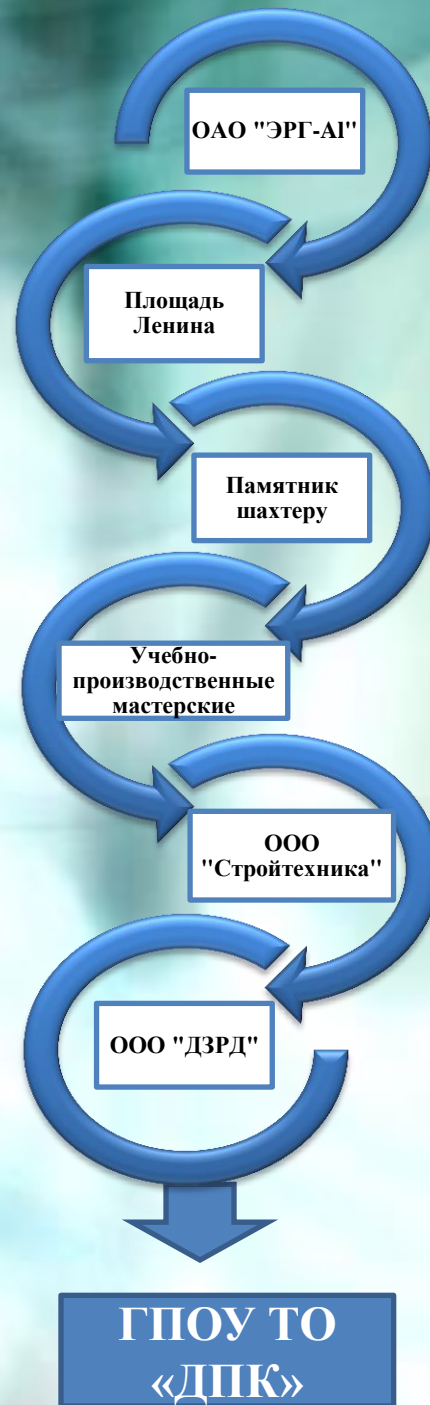 ОАО "ЭРГ-Al"
Площадь
Ленина
Памятник
шахтеру
Учебно-
производственные
мастерские
ООО
"Стройтехника"
ООО "ДЗРД"
ГПОУ ТО
«ДПК»